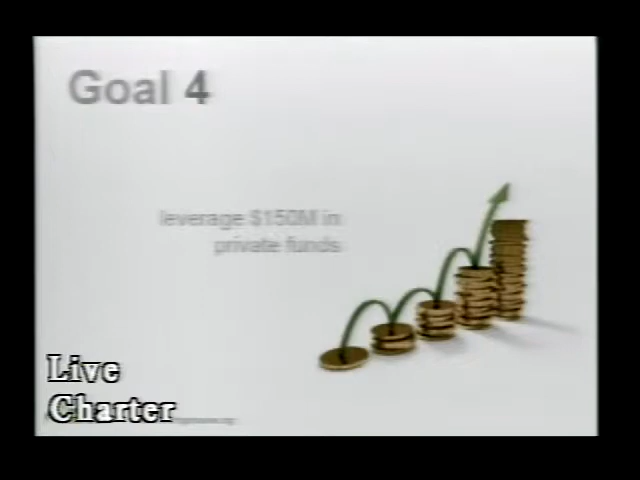 Goal 4
leverage $150M in
private funds
Live
Charter